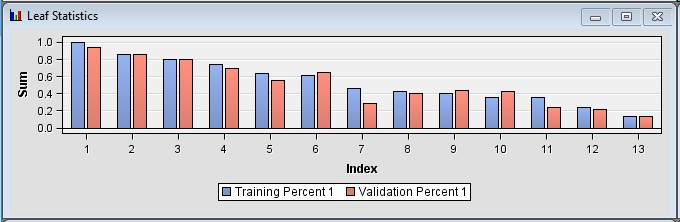 Leaf Statistics
Sum
1.0
0.8
0.6
0.4
0.2
0.0
1 2 3 4 5 6 7 8 9 10 11 12 13
Index
Training Percent 1 Validation Percent 1